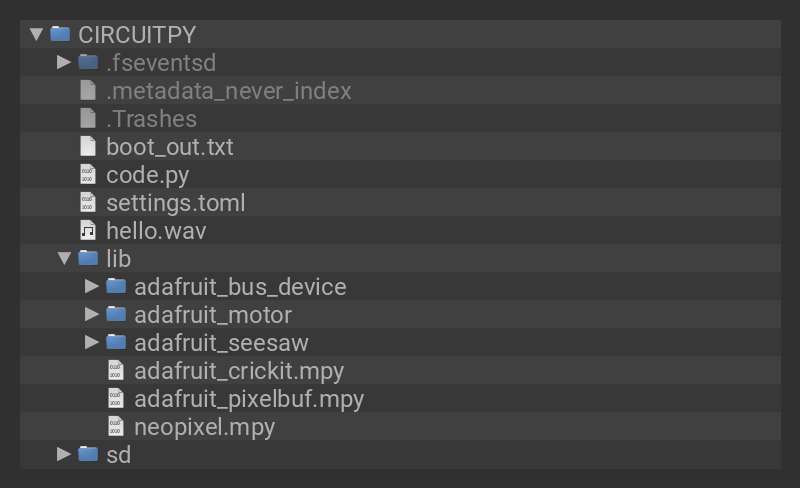 CIRCUITPY
.fseventsd
.metadata_never_index
.Trashes
boot_out.txt
code.py
settings.toml
hello.wav
lib
adafruit_bus_device
adafruit_motor
adafruit_seesaw
adafruit_crickit.mpy
adafruit_pixelbuf.mpy
neopixel.mpy
sd